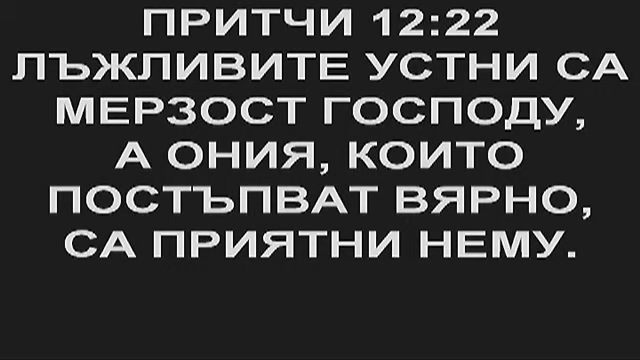 ПРИТЧИ 12:22
ЛЪЖЛИВИТЕ УСТНИ СА
МЕРЗОСТ ГОСПОДУ,
А ОНИЯ, КОИТО
ПОСТЪПВАТ ВЯРНО,
СА ПРИЯТНИ НЕМУ.